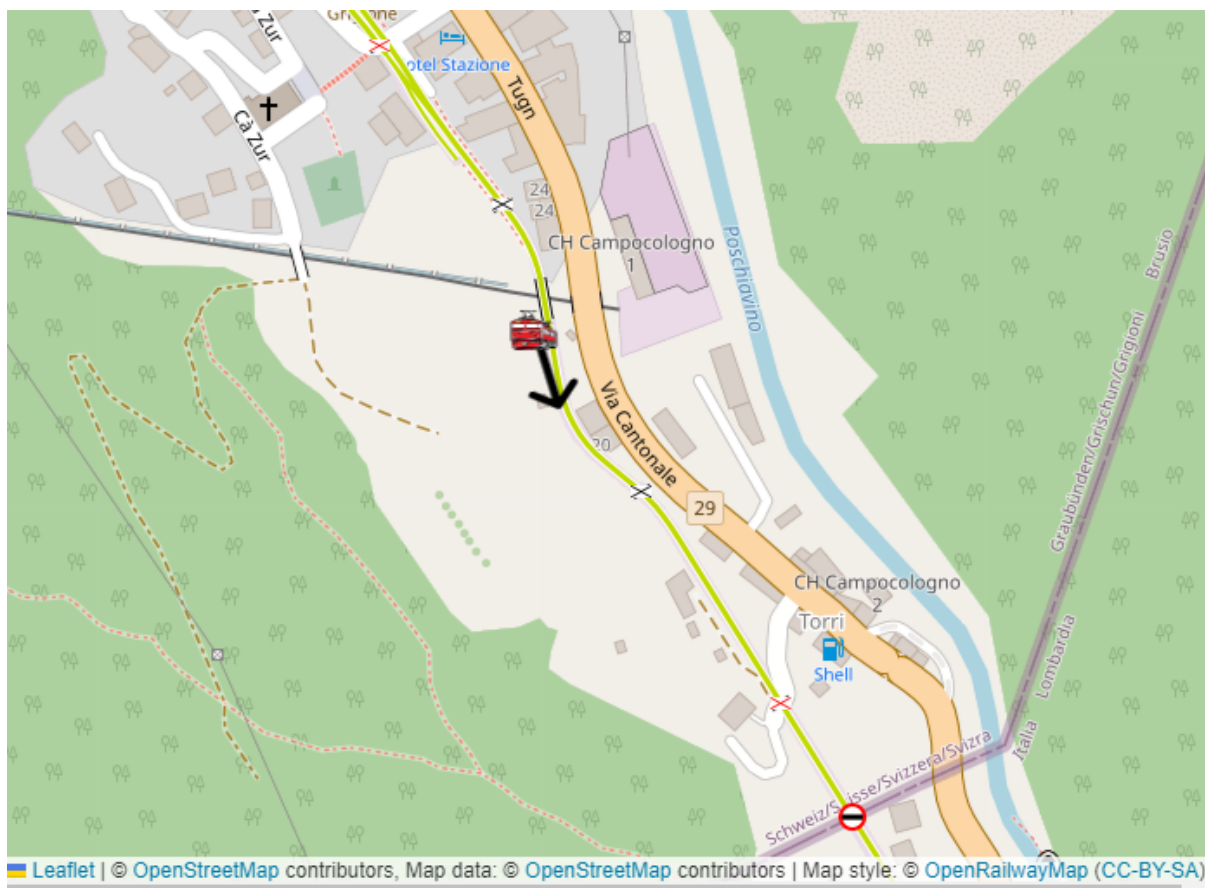 Grigione
Cà Zur
otel Stazione
Tugn
24
24
CH Campocologno
1
Poschiavino
Brusio
Graubünden/Grischun/Grigioni
Via Cantonale
20
29
CH Campocologno
2
Torri
Shell
Lombardia
Italia
Schweiz/Suisse/Svizzera/Svizra
Leaflet | © OpenStreetMap contributors, Map data: © OpenStreetMap contributors | Map style: © OpenRailwayMap (CC-BY-SA)